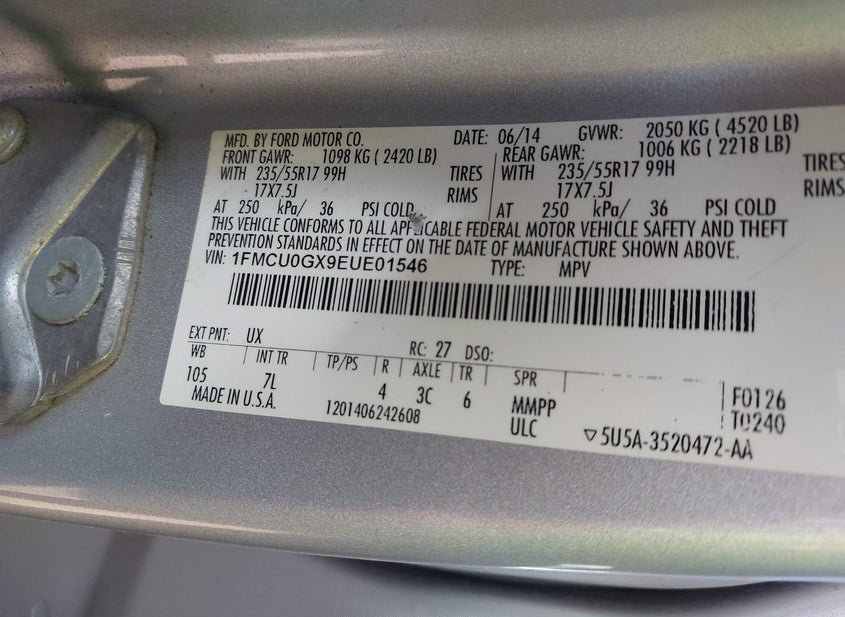 MFD. BY FORD MOTOR CO. DATE: 06/14 GVWR: 2050 KG ( 4520 LB)
FRONT GAWR: 1098 KG ( 2420 LB) REAR GAWR: 1006 KG ( 2218 LB)
WITH 235/55R17 99H TIRES WITH 235/55R17 99H TIRES
17X7.5J RIMS 17X7.5J RIMS
AT 250 kPa/ 36 PSI COLD AT 250 kPa/ 36 PSI COLD
THIS VEHICLE CONFORMS TO ALL APPLICABLE FEDERAL MOTOR VEHICLE SAFETY AND THEFT
PREVENTION STANDARDS IN EFFECT ON THE DATE OF MANUFACTURE SHOWN ABOVE.
VIN: 1FMCU0GX9EUE01546 TYPE: MPV
EXT PNT: UX RC: 27 DSO:
WB INT TR TP/PS R AXLE TR SPR
105 7L 4 3C 6 MMPP F0126
MADE IN U.S.A. 1201406242608 ULC T0240
▽5U5A-3520472-AA